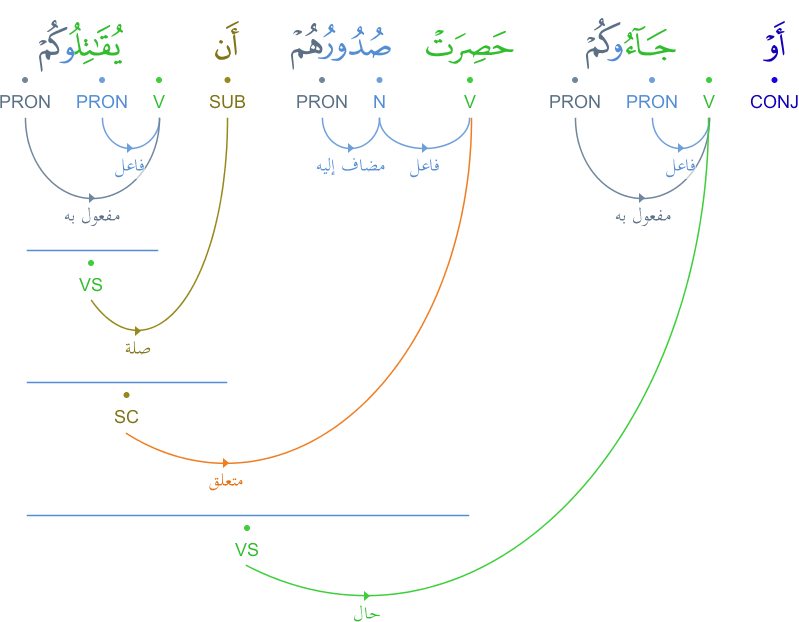 أَوْ جَآءُوكُمْ حَصِرَتْ صُدُورُهُمْ أَن يُقَـٰتِلُوكُمْ
CONJ V PRON PRON V N PRON SUB V PRON PRON
فاعل فاعل مضاف إليه فاعل
مفعول به مفعول به
VS
صلة
SC
متعلق
VS
حال